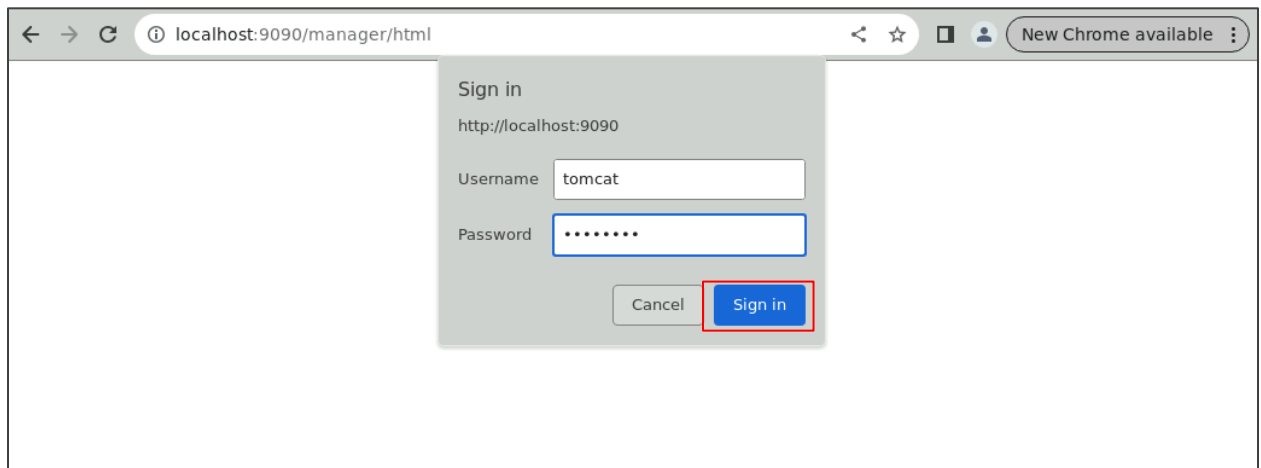 localhost:9090/manager/html New Chrome available
Sign in
http://localhost:9090
Username tomcat
Password ••••••••
Cancel Sign in